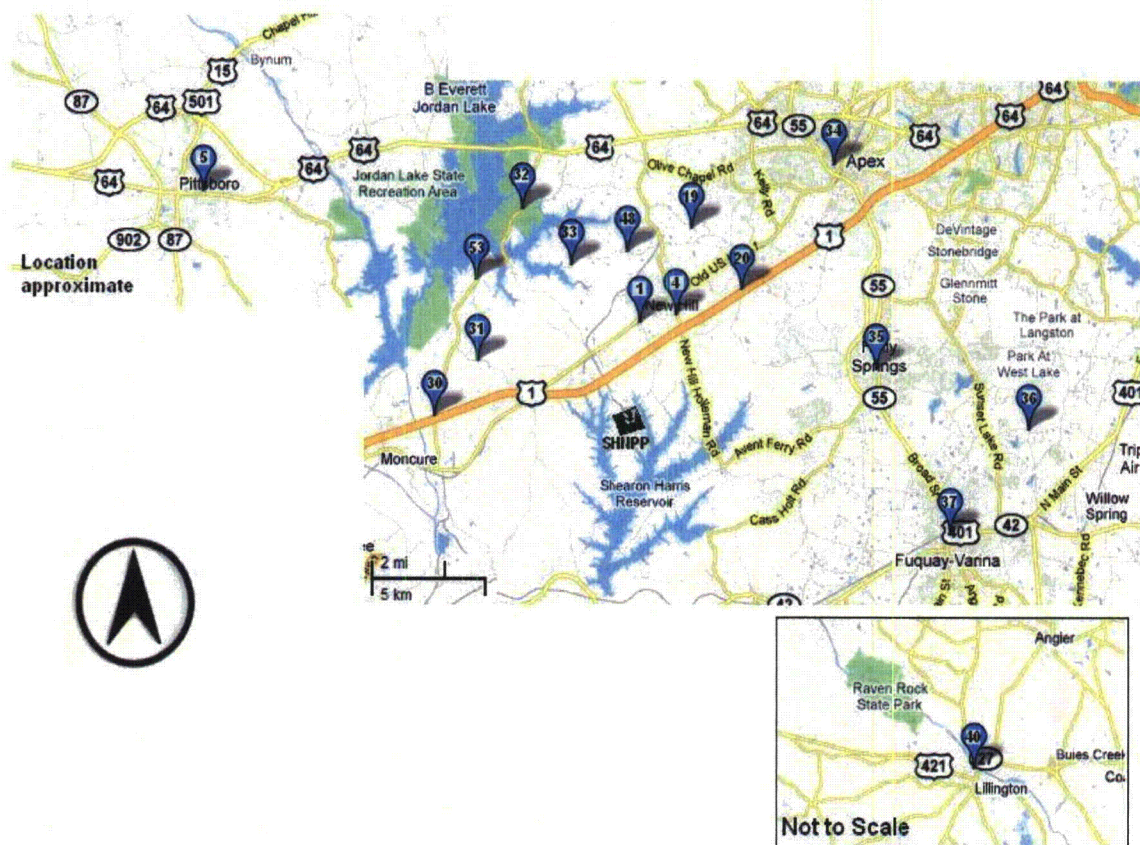 Chapel
15
Bynum
87
64
501
64
5
Pittsboro
64
64
902
87
Location
approximate
B Everett
Jordan Lake
64
Jordan Lake State
Recreation Area
32
53
33
48
31
30
64
Olive Chapel Rd
19
Kelly Rd
64
55
34
Apex
64
64
64
1
4
New Hill
Old US
20
1
1
Moncure
SHNPP
Shearon Harris
Reservoir
New Hill Holleman Rd
Avent Ferry Rd
Cass Holt Rd
55
35
Springs
55
DeVintage
Stonebridge
Glenmitt
Stone
The Park at
Langston
Park At
West Lake
36
401
Sunset Lake Rd
Broad
N Main St
37
401
42
Willow
Spring
Fuquay-Varina
Kennebec Rd
42
2 mi
5 km
Angier
Raven Rock
State Park
40
27
421
Lillington
Buies Creek
Not to Scale